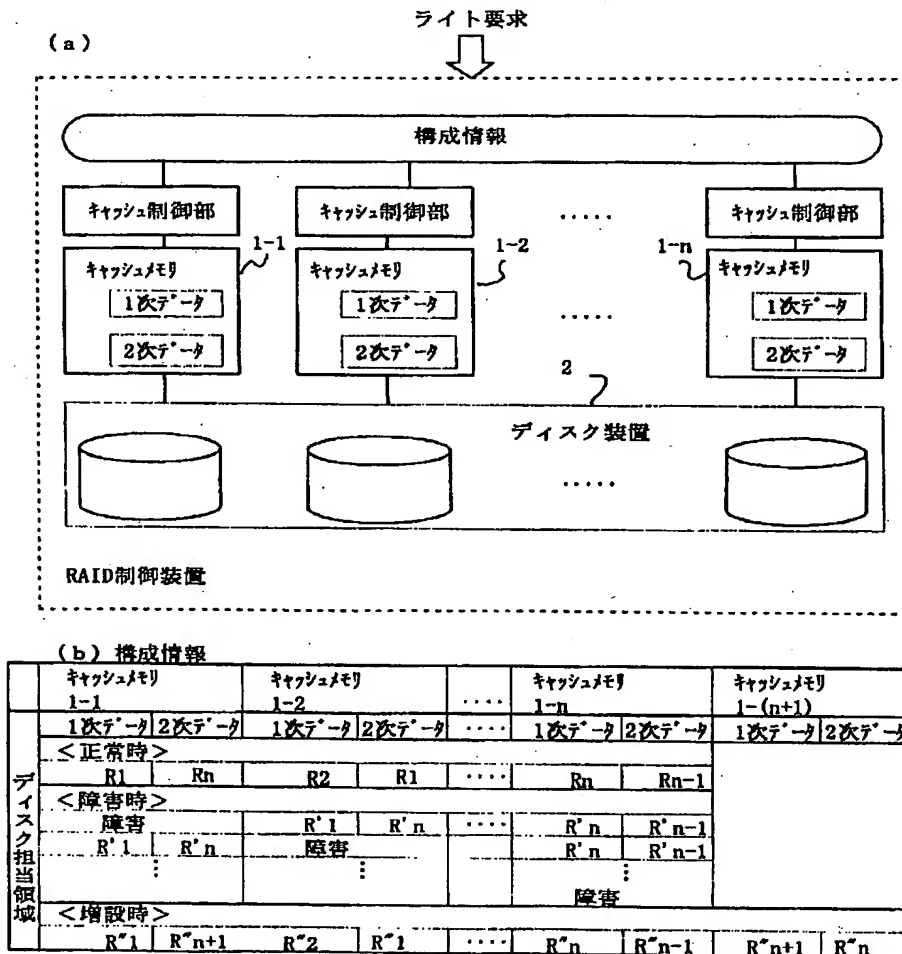 ライト要求
(a)
構成情報
キャッシュ制御部 キャッシュ制御部 ..... キャッシュ制御部
1-1 1-2 1-n
キャッシュメモリ キャッシュメモリ キャッシュメモリ
1次データ 1次データ ..... 1次データ
2次データ 2次データ 2次データ
2
ディスク装置
.....
RAID制御装置
(b) 構成情報
キャッシュメモリ キャッシュメモリ キャッシュメモリ キャッシュメモリ
1-1 1-2 .... 1-n 1-(n+1)
1次データ 2次データ 1次データ 2次データ .... 1次データ 2次データ 1次データ 2次データ
ディスク担当領域
<正常時>
R1 Rn R2 R1 .... Rn Rn-1
<障害時>
障害 R'1 R'n .... R'n R'n-1
R'1 R'n 障害 R'n R'n-1
⋮ ⋮ ⋮
障害
<増設時>
R"1 R"n+1 R"2 R"1 .... R"n R"n-1 R"n+1 R"n